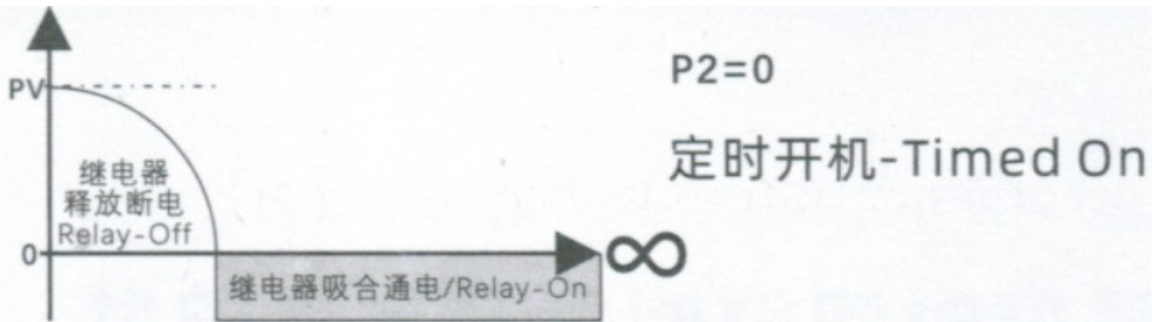 PV
继电器
释放断电
Relay-Off
0
继电器吸合通电/Relay-On
∞
P2=0
定时开机-Timed On